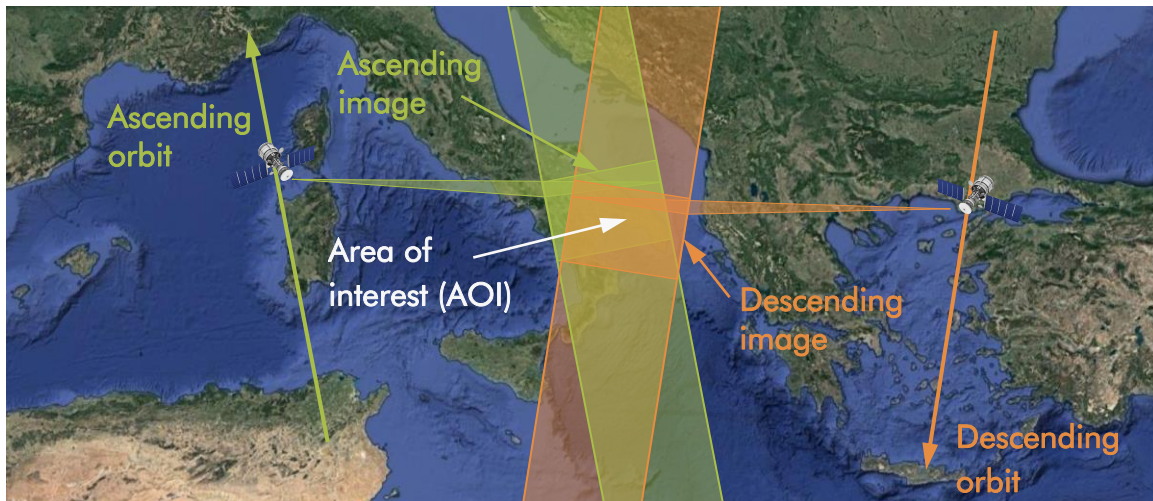 Ascending
image
Ascending
orbit
Area of
interest (AOI)
Descending
image
Descending
orbit